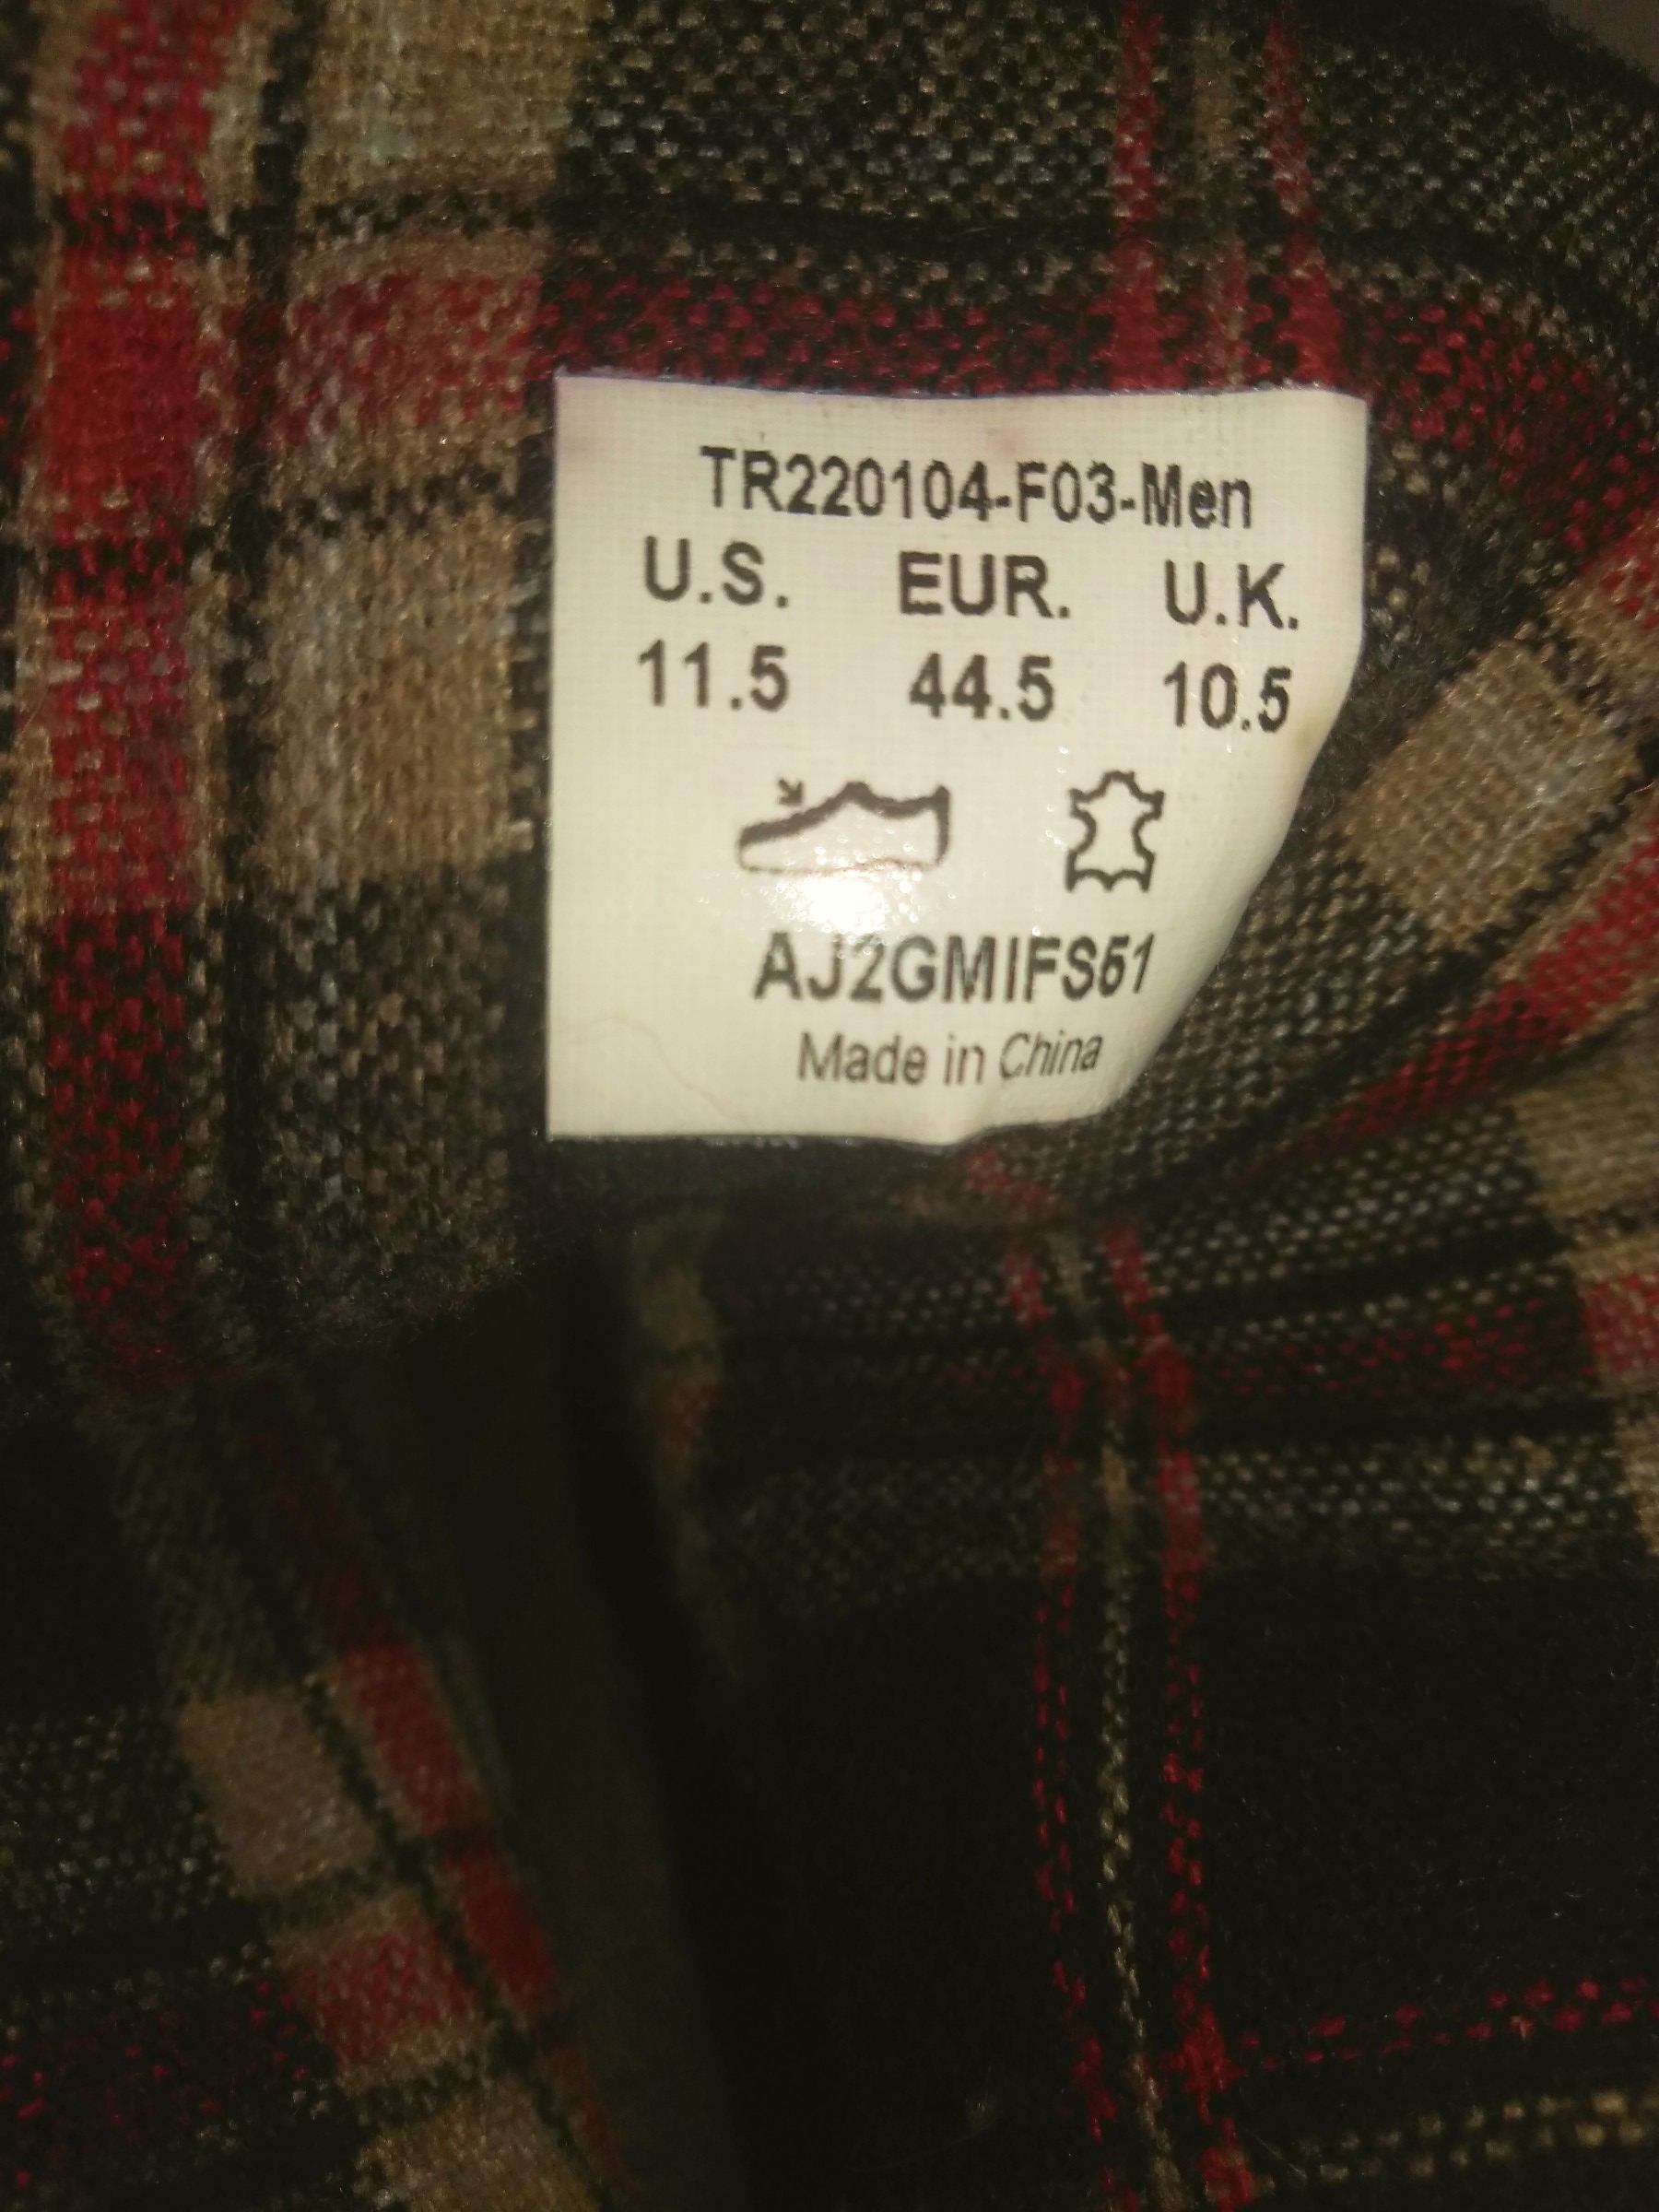 TR220104-F03-Men
U.S. EUR. U.K.
11.5 44.5 10.5
AJ2GMIFS51
Made in China